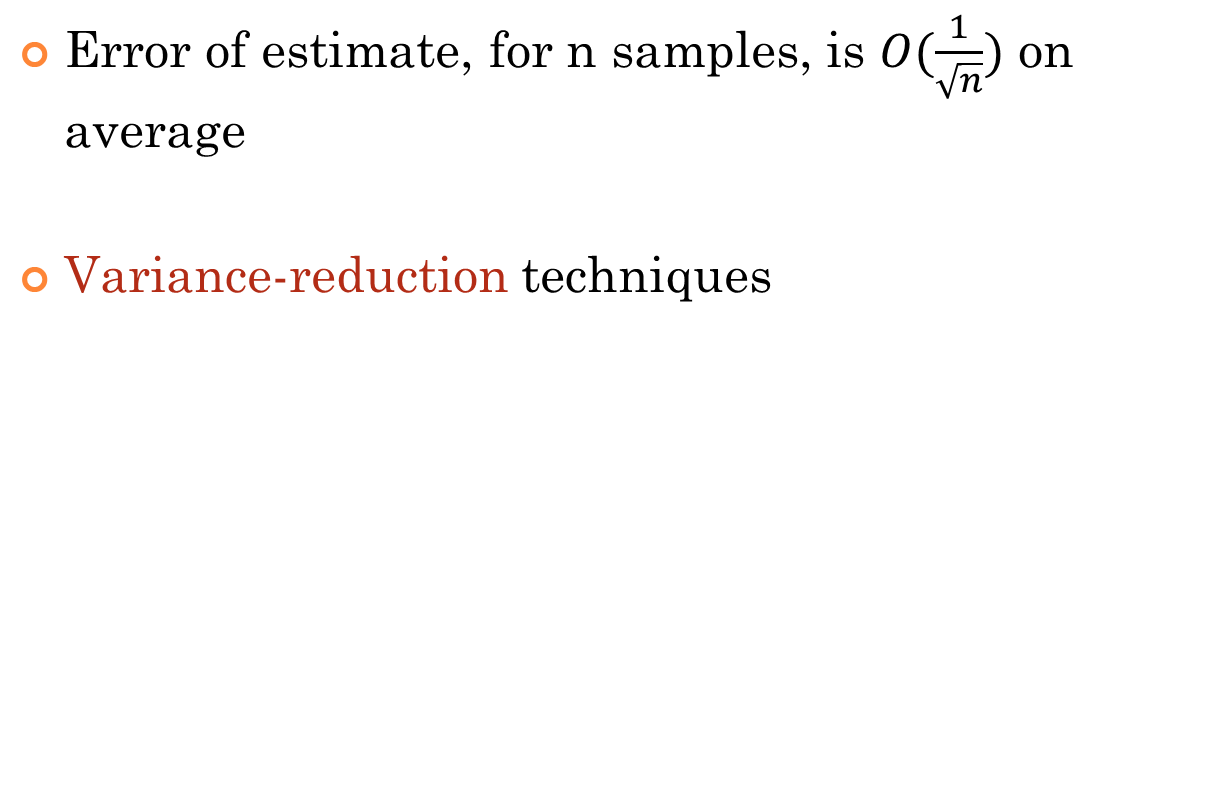 Error of estimate, for n samples, is O(1/√n) on
average
Variance-reduction techniques